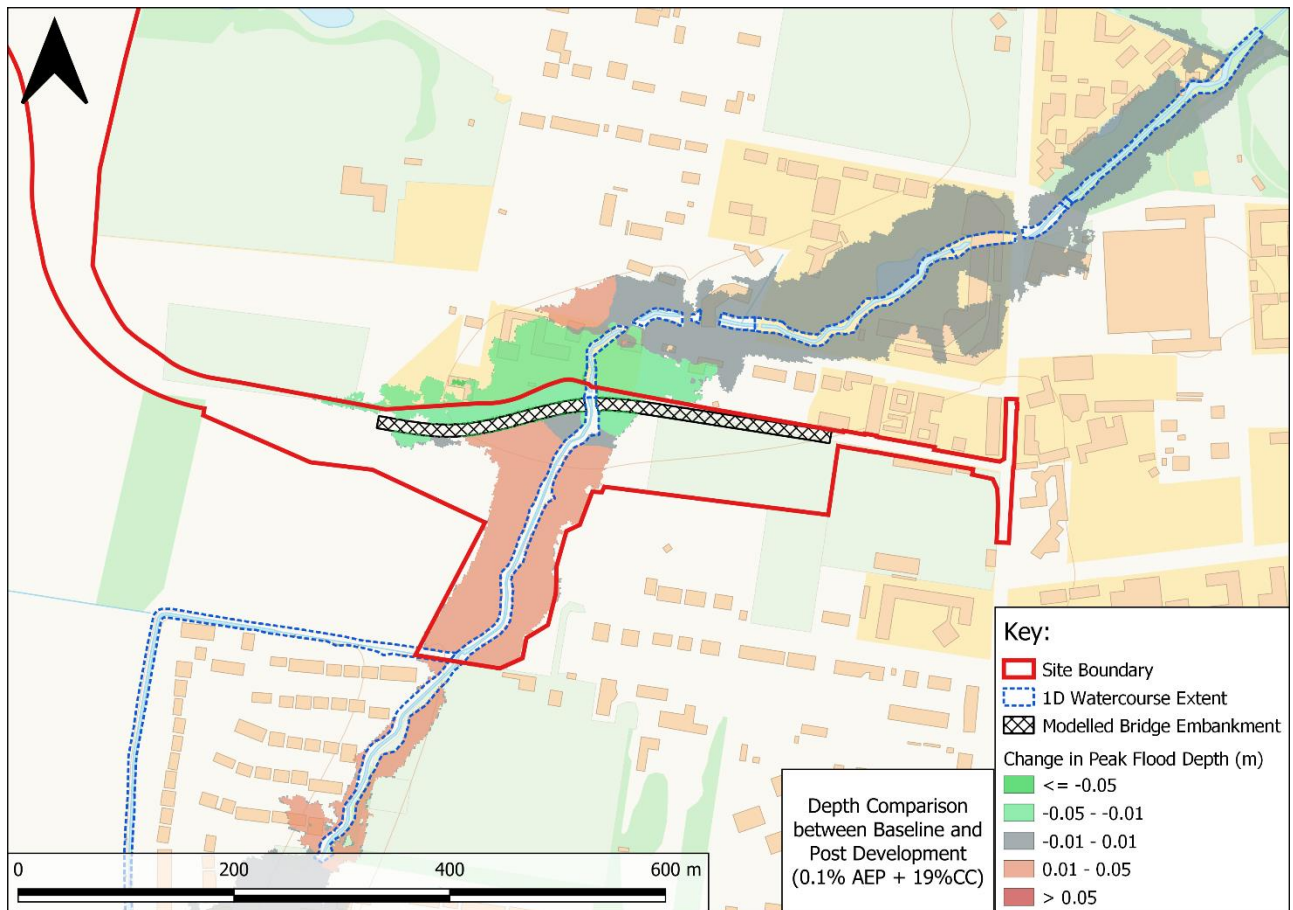 Key:
Site Boundary
1D Watercourse Extent
Modelled Bridge Embankment
Change in Peak Flood Depth (m)
<= -0.05
-0.05 - -0.01
-0.01 - 0.01
0.01 - 0.05
> 0.05
Depth Comparison
between Baseline and
Post Development
(0.1% AEP + 19%CC)
0 200 400 600 m